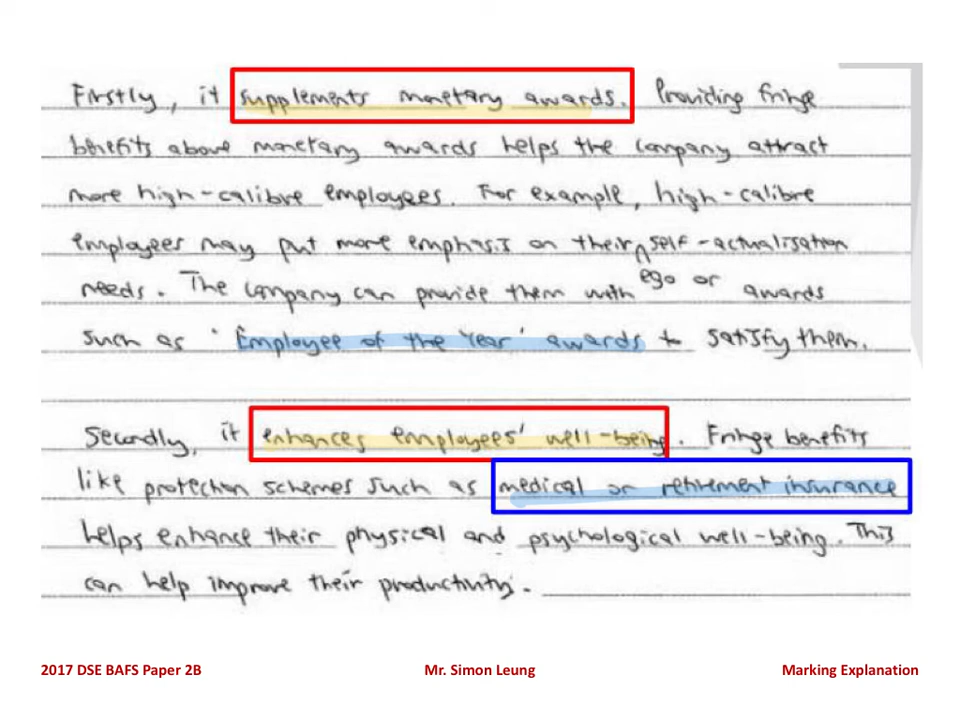 Firstly, it supplements monetary awards. Providing fringe
benefits above monetary awards helps the company attract
more high-calibre employees. For example, high-calibre
employees may put more emphasis on their self-actualisation
ego or
needs. The company can provide them with awards
such as 'Employee of the Year' awards to satisfy them.
Secondly, it enhances employees' well-being. Fringe benefits
like protection schemes such as medical or retirement insurance
helps enhance their physical and psychological well-being. This
can help improve their productivity.
2017 DSE BAFS Paper 2B Mr. Simon Leung Marking Explanation